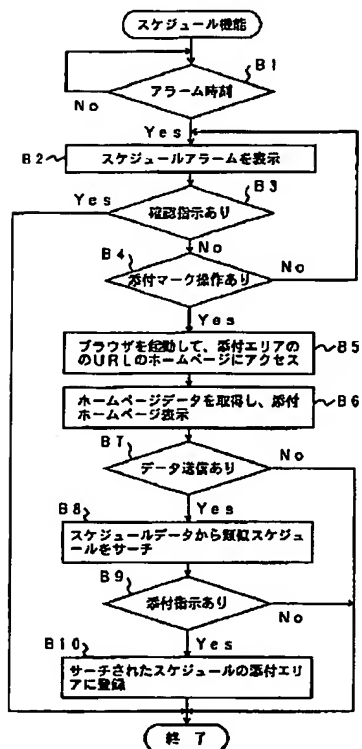 スケジュール機能
B1
アラーム時刻
No
Yes
B2
スケジュールアラームを表示
B3
Yes
確認指示あり
No
B4
添付マーク操作あり
No
Yes
ブラウザを起動して、添付エリアの
のURLのホームページにアクセス
B5
ホームページデータを取得し、添付
ホームページ表示
B6
B7
データ送信あり
No
Yes
B8
スケジュールデータから類似スケジュ
ールをサーチ
B9
添付指示あり
No
Yes
B10
サーチされたスケジュールの添付エリ
アに登録
終了